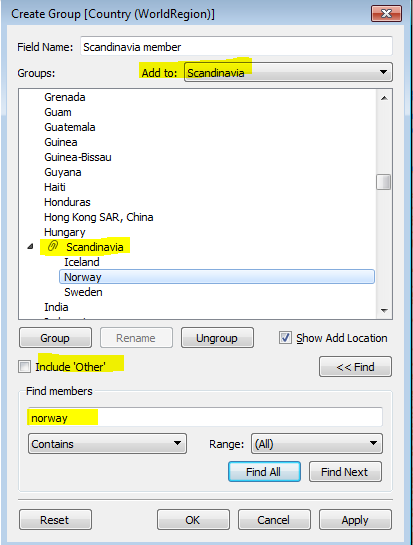 Create Group [Country (WorldRegion)]
Field Name: Scandinavia member
Groups: Add to: Scandinavia
Grenada
Guam
Guatemala
Guinea
Guinea-Bissau
Guyana
Haiti
Honduras
Hong Kong SAR, China
Hungary
Scandinavia
Iceland
Norway
Sweden
India
Group Rename Ungroup Show Add Location
Include 'Other' << Find
Find members
norway
Contains Range: (All)
Find All Find Next
Reset OK Cancel Apply